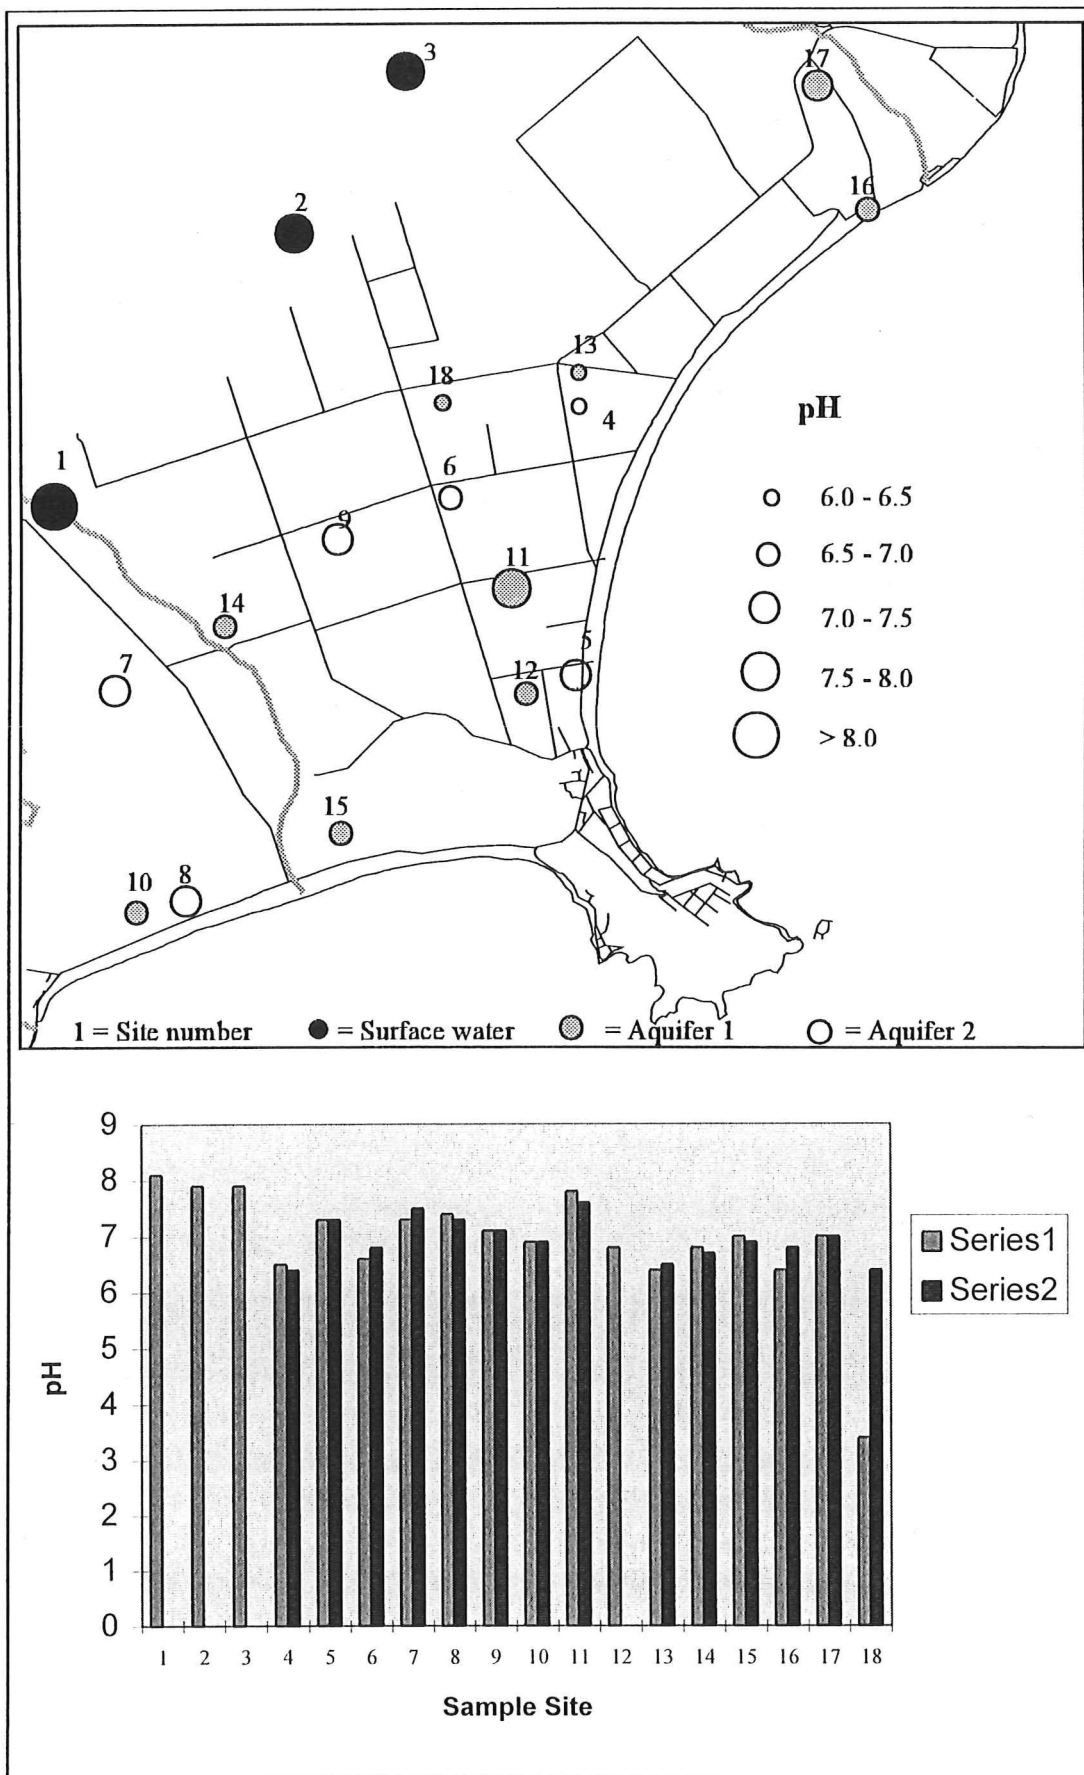 3
17
2
16
13
18
4
pH
1
6
6.0 - 6.5
9
6.5 - 7.0
11
14
7.0 - 7.5
7
5
12
7.5 - 8.0
> 8.0
15
8
10
1 = Site number = Surface water = Aquifer 1 = Aquifer 2
9
8
7
6
5
4
3
2
1
0
pH
Series1
Series2
1 2 3 4 5 6 7 8 9 10 11 12 13 14 15 16 17 18
Sample Site